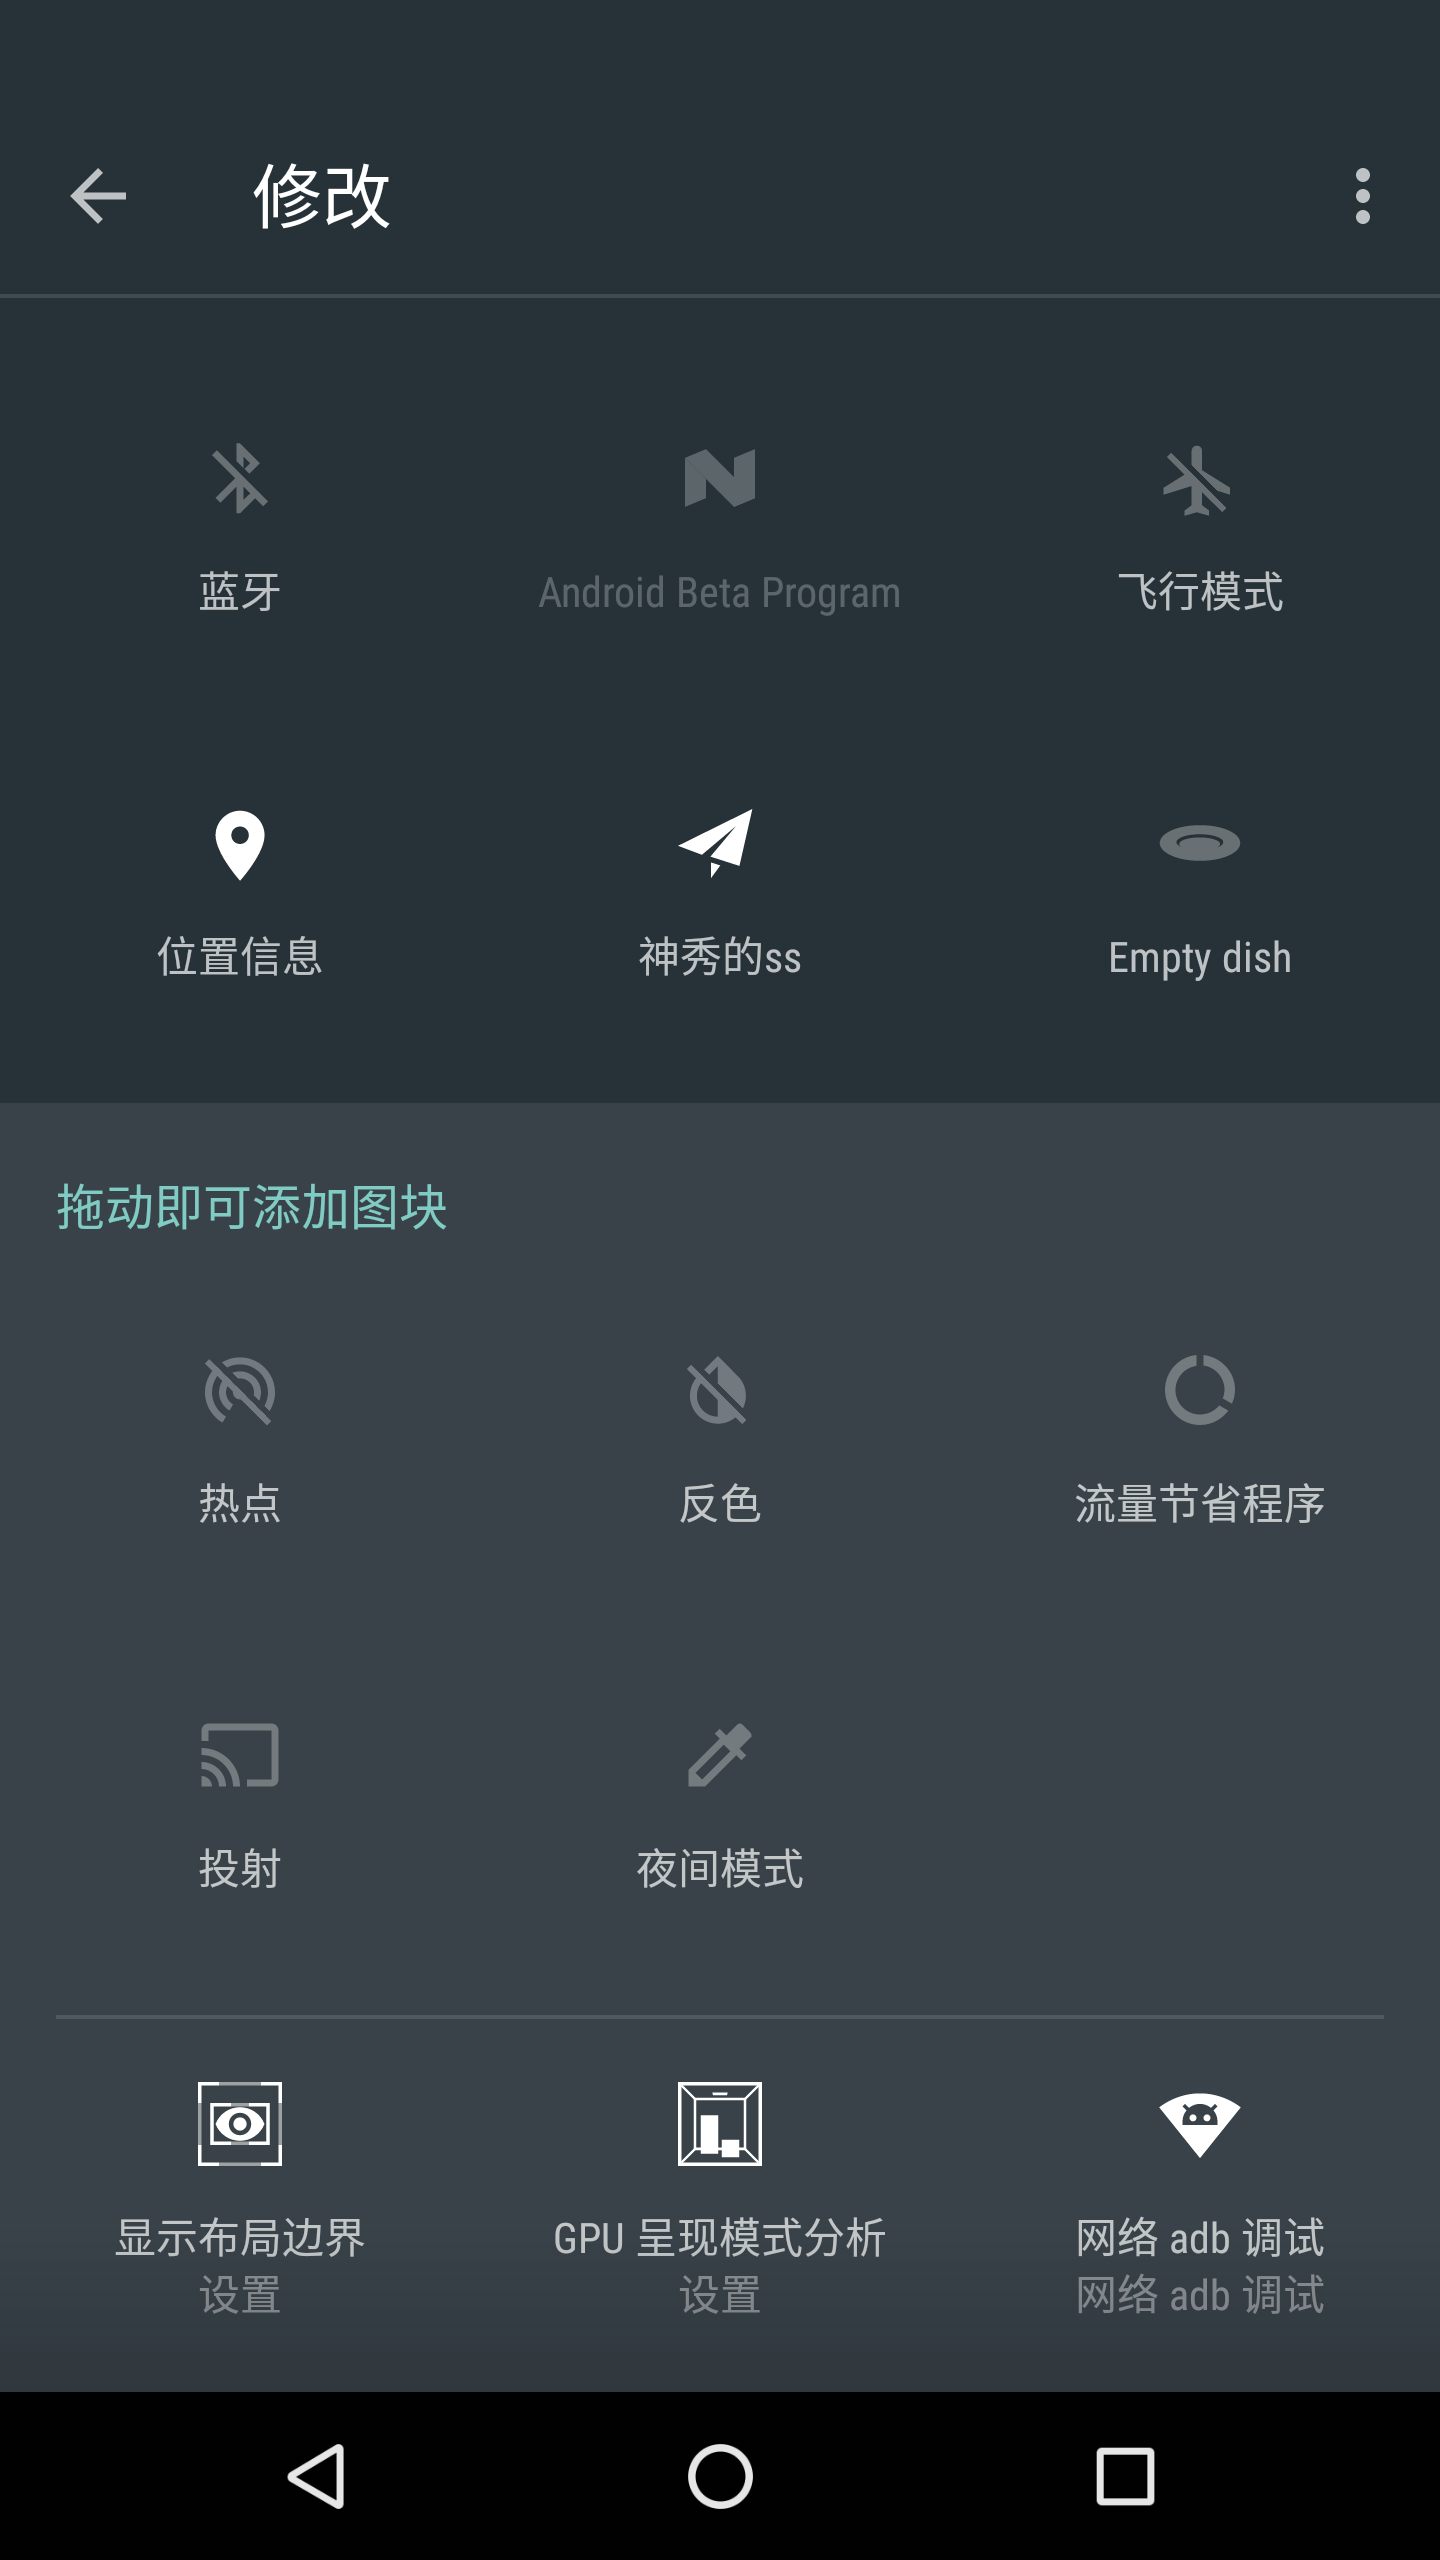 修改
蓝牙
Android Beta Program
飞行模式
位置信息
神秀的ss
Empty dish
拖动即可添加图块
热点
反色
流量节省程序
投射
夜间模式
显示布局边界
设置
GPU 呈现模式分析
设置
网络 adb 调试
网络 adb 调试